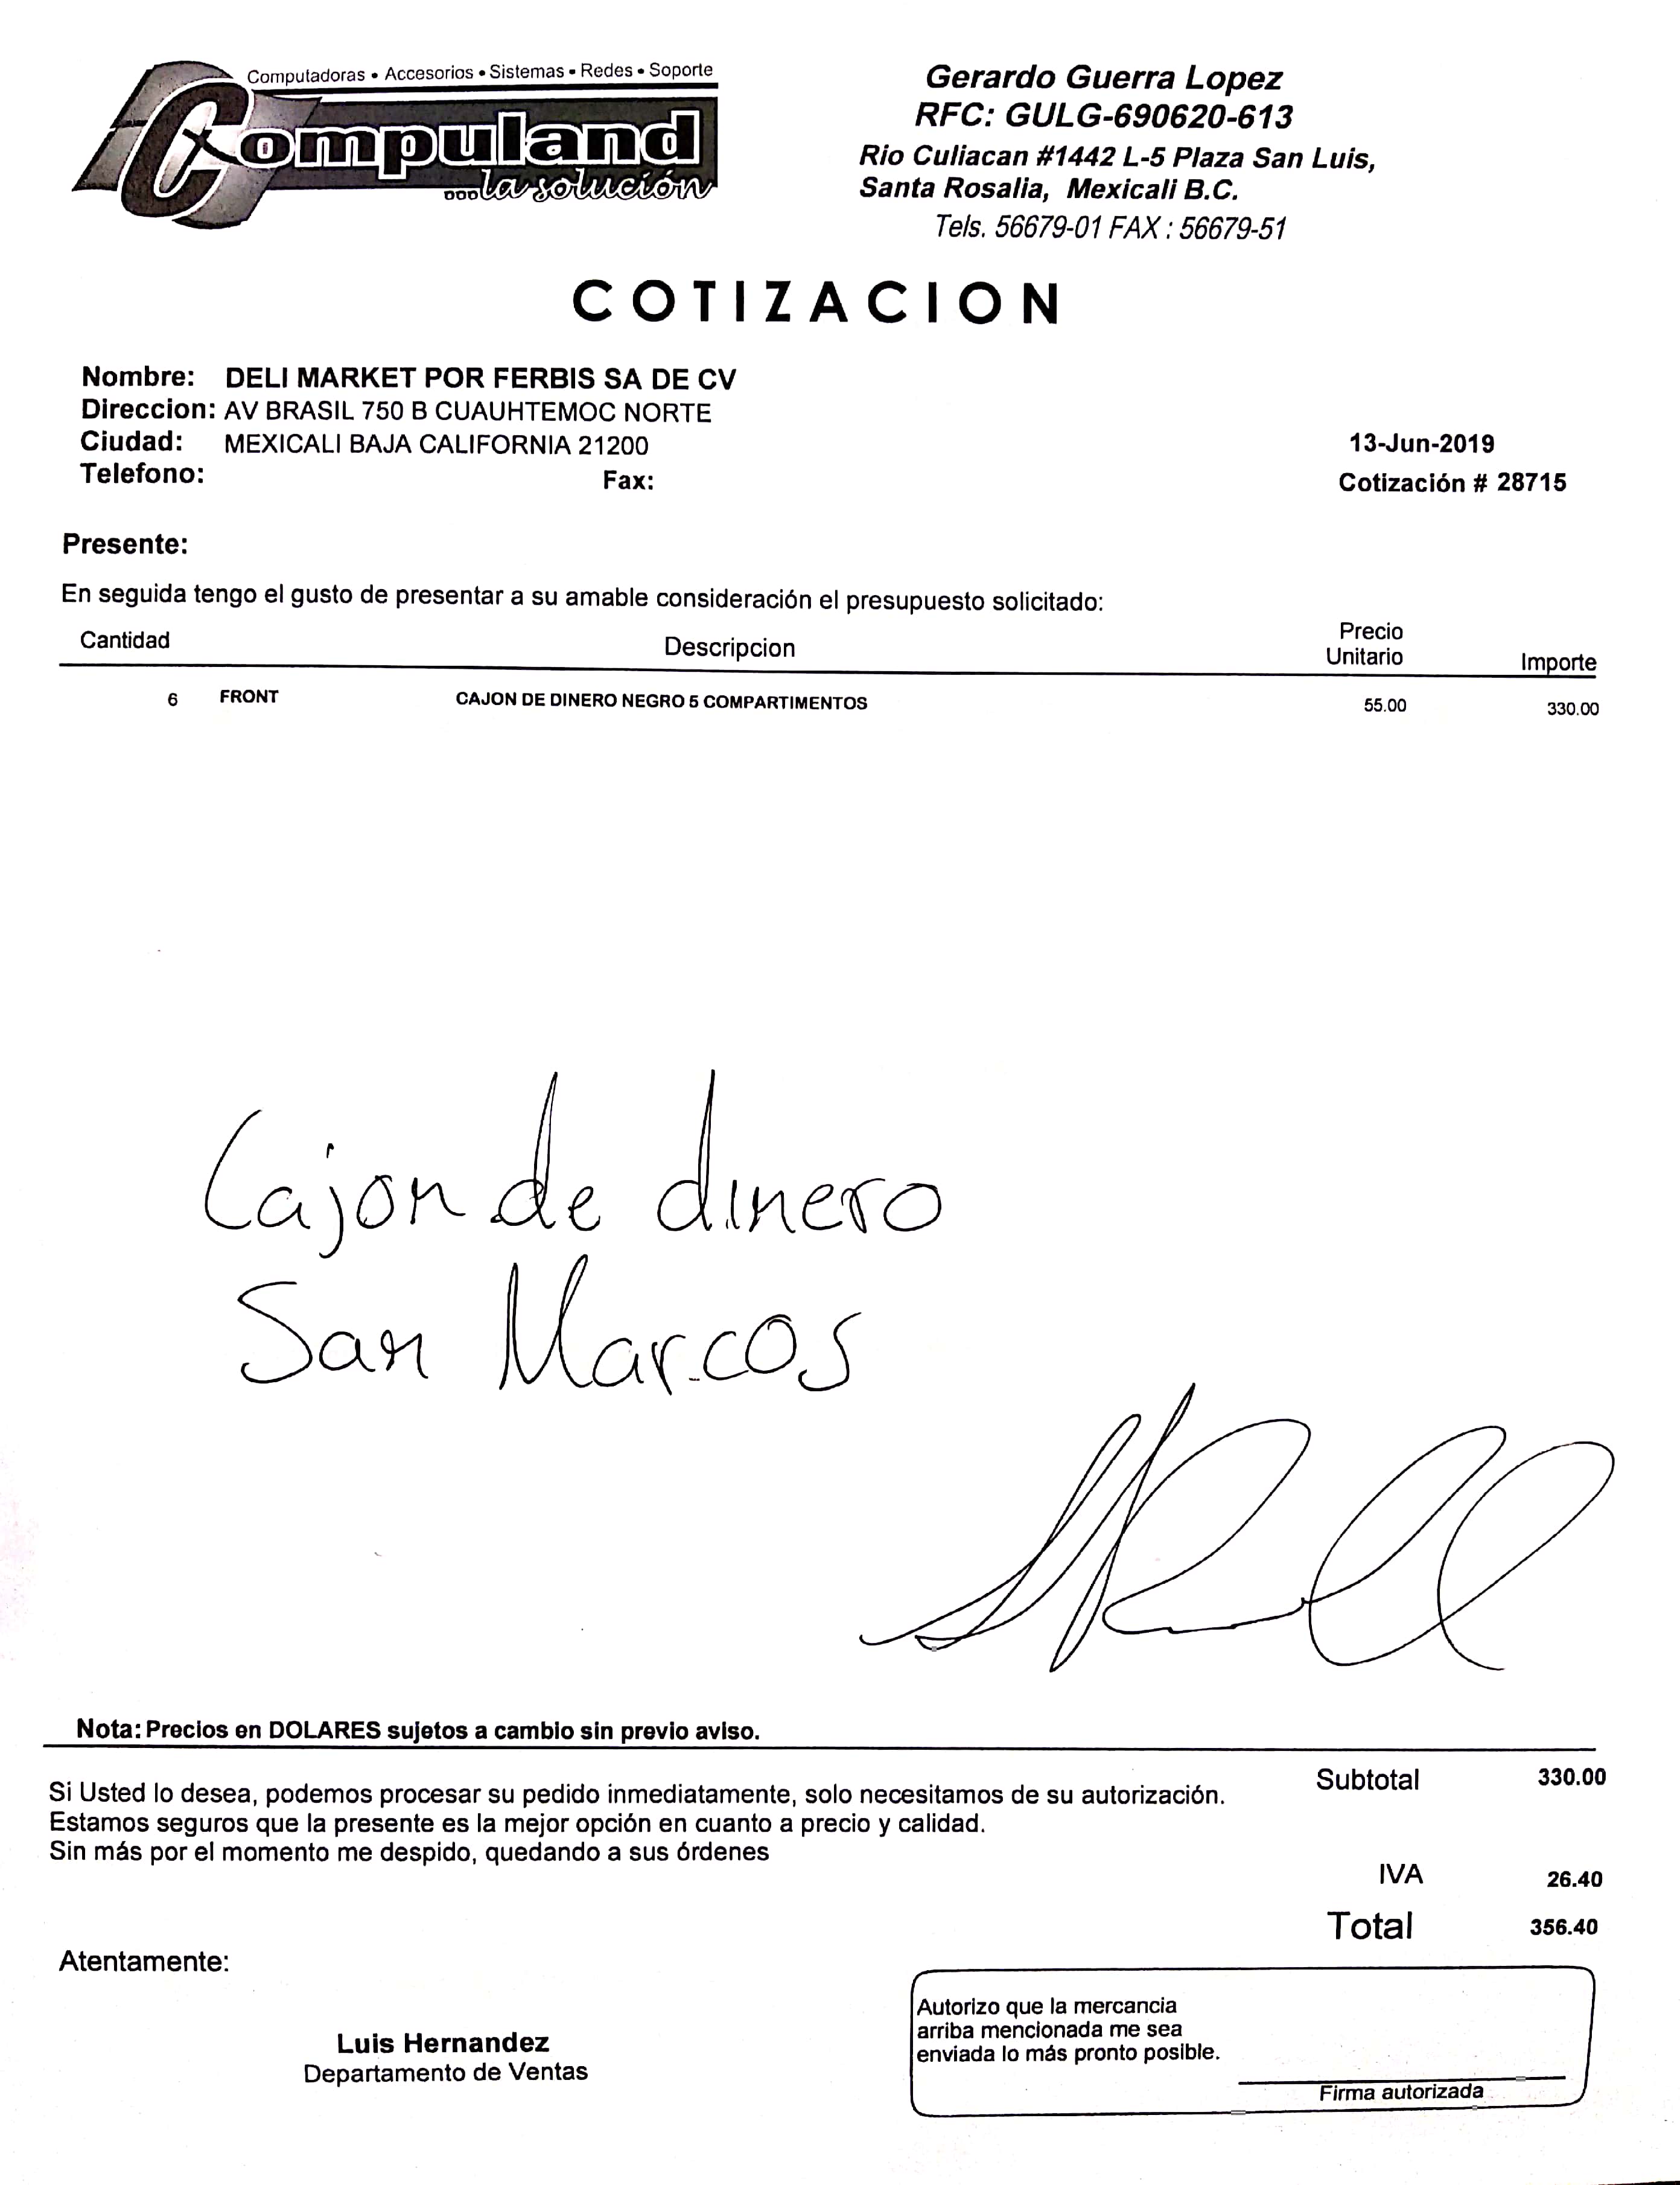 Computadoras • Accesorios • Sistemas • Redes • Soporte
Compuland
...la solución
Gerardo Guerra Lopez
RFC: GULG-690620-613
Rio Culiacan #1442 L-5 Plaza San Luis,
Santa Rosalia, Mexicali B.C.
Tels. 56679-01 FAX : 56679-51
COTIZACION
Nombre: DELI MARKET POR FERBIS SA DE CV
Direccion: AV BRASIL 750 B CUAUHTEMOC NORTE
Ciudad: MEXICALI BAJA CALIFORNIA 21200
13-Jun-2019
Telefono: Fax:
Cotización # 28715
Presente:
En seguida tengo el gusto de presentar a su amable consideración el presupuesto solicitado:
Cantidad Descripcion Precio Unitario Importe
6 FRONT CAJON DE DINERO NEGRO 5 COMPARTIMENTOS 55.00 330.00
Cajon de dinero
San Marcos
Nota: Precios en DOLARES sujetos a cambio sin previo aviso.
Si Usted lo desea, podemos procesar su pedido inmediatamente, solo necesitamos de su autorización.
Estamos seguros que la presente es la mejor opción en cuanto a precio y calidad.
Sin más por el momento me despido, quedando a sus órdenes
Subtotal 330.00
IVA 26.40
Total 356.40
Atentamente:
Luis Hernandez
Departamento de Ventas
Autorizo que la mercancia
arriba mencionada me sea
enviada lo más pronto posible.
Firma autorizada